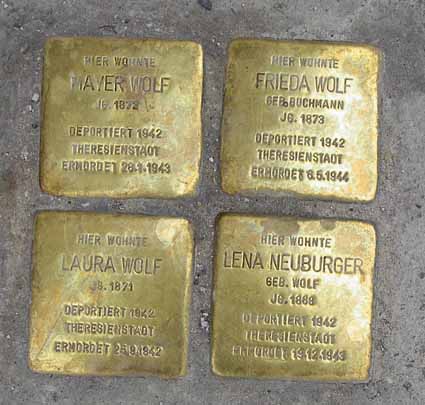 HIER WOHNTE
MAYER WOLF
JG. 1872
DEPORTIERT 1942
THERESIENSTADT
ERMORDET 28.1.1943
HIER WOHNTE
FRIEDA WOLF
GEB. BUCHMANN
JG. 1873
DEPORTIERT 1942
THERESIENSTADT
ERMORDET 6.5.1944
HIER WOHNTE
LAURA WOLF
JG. 1871
DEPORTIERT 1942
THERESIENSTADT
ERMORDET 25.9.1942
HIER WOHNTE
LENA NEUBURGER
GEB. WOLF
JG. 1868
DEPORTIERT 1942
THERESIENSTADT
ERMORDET 19.12.1943